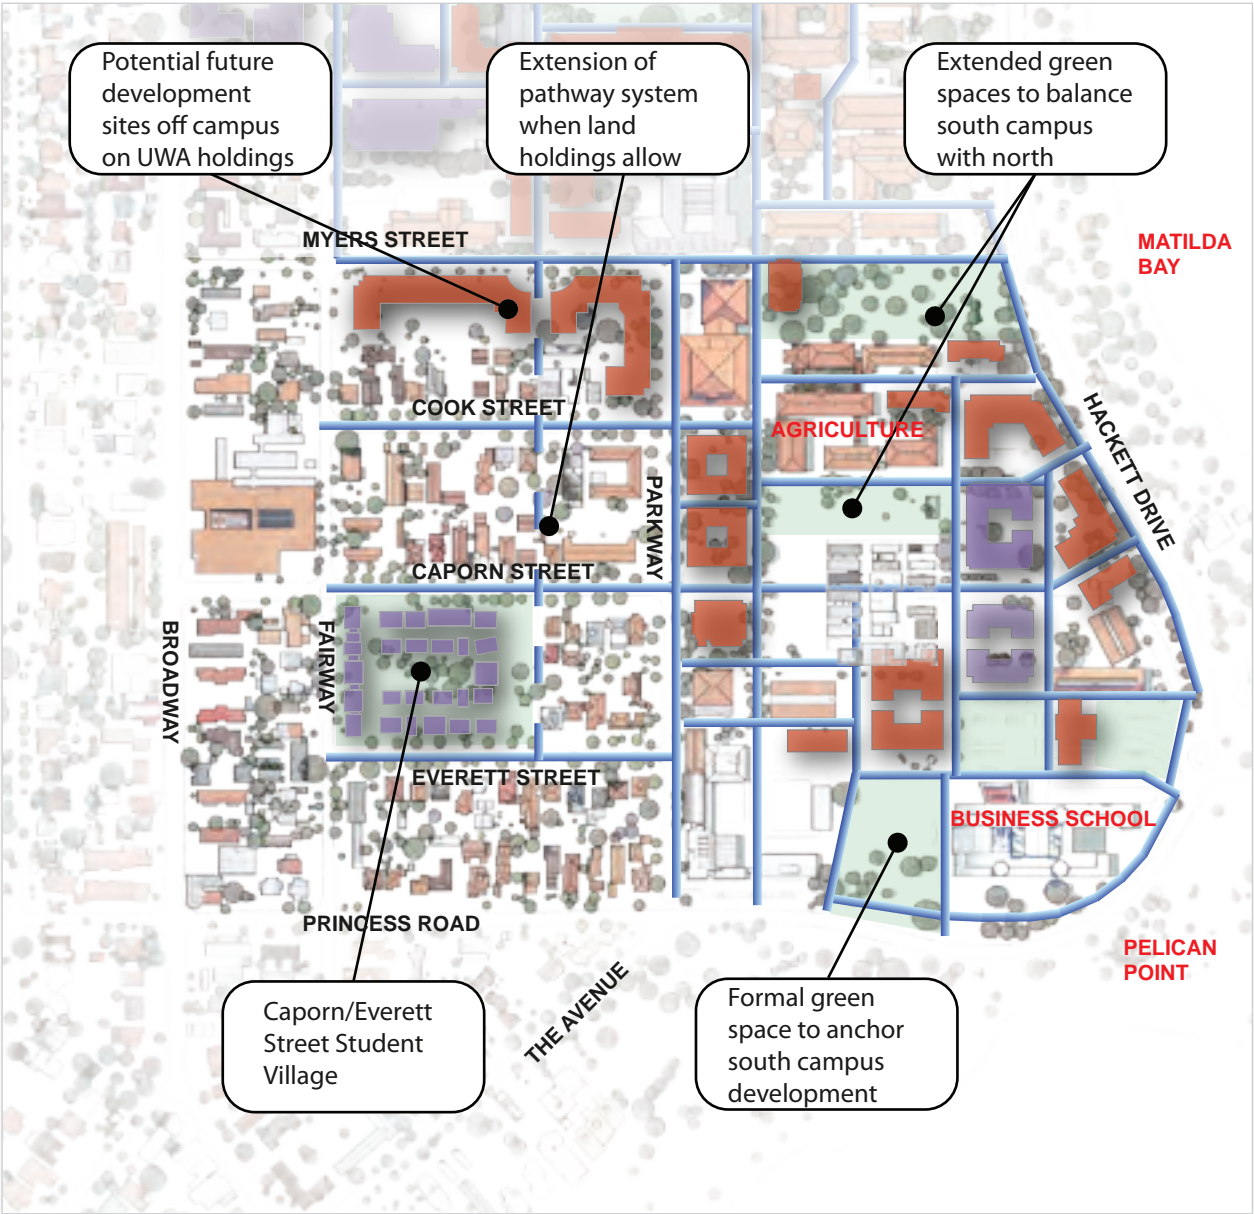 Potential future
development
sites off campus
on UWA holdings
Extension of
pathway system
when land
holdings allow
Extended green
spaces to balance
south campus
with north
MYERS STREET
MATILDA
BAY
COOK STREET
AGRICULTURE
HACKETT DRIVE
PARKWAY
CAPORN STREET
BROADWAY
FAIRWAY
EVERETT STREET
BUSINESS SCHOOL
PRINCESS ROAD
PELICAN
POINT
THE AVENUE
Caporn/Everett
Street Student
Village
Formal green
space to anchor
south campus
development